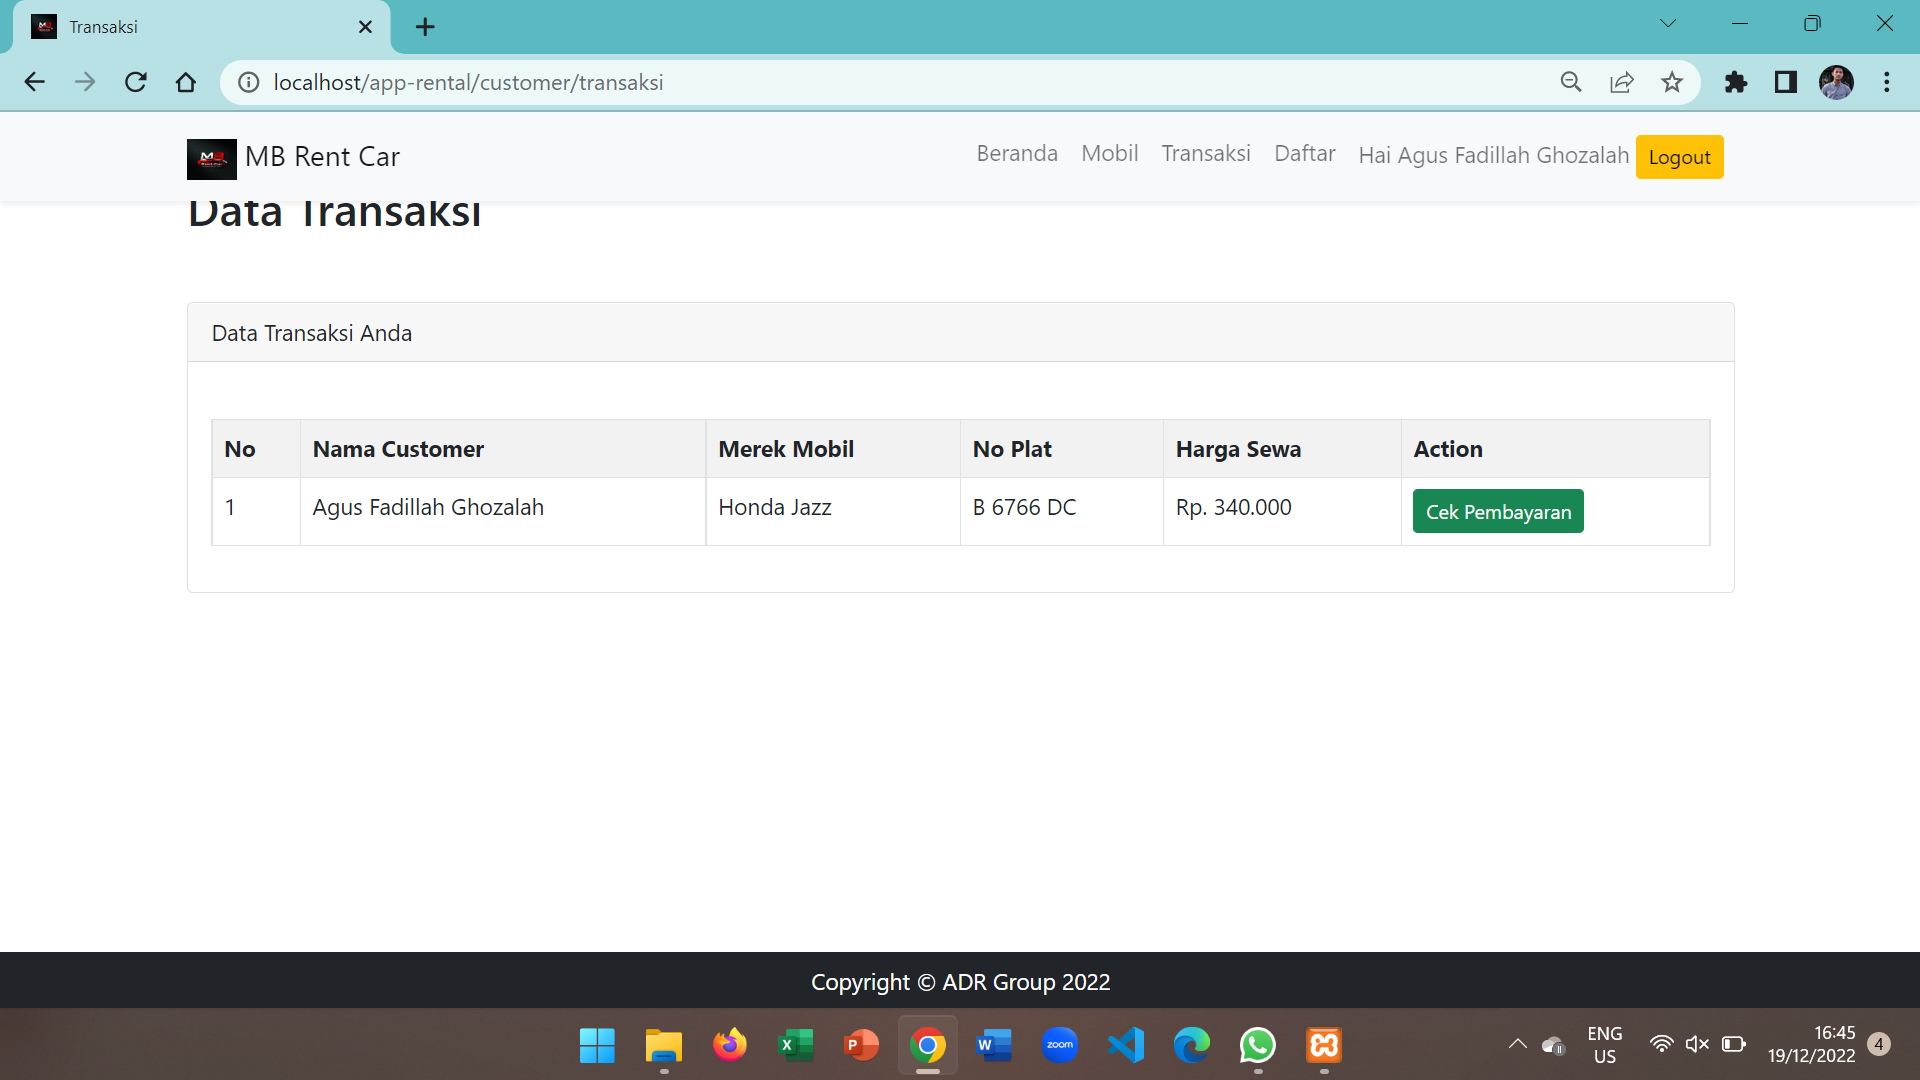 Transaksi
localhost/app-rental/customer/transaksi
MB
MB Rent Car
Beranda Mobil Transaksi Daftar Hai Agus Fadillah Ghozalah Logout
Data Transaksi
Data Transaksi Anda
No Nama Customer Merek Mobil No Plat Harga Sewa Action
1 Agus Fadillah Ghozalah Honda Jazz B 6766 DC Rp. 340.000 Cek Pembayaran
Copyright © ADR Group 2022
X P W zoom
ENG
US
16:45
19/12/2022
4